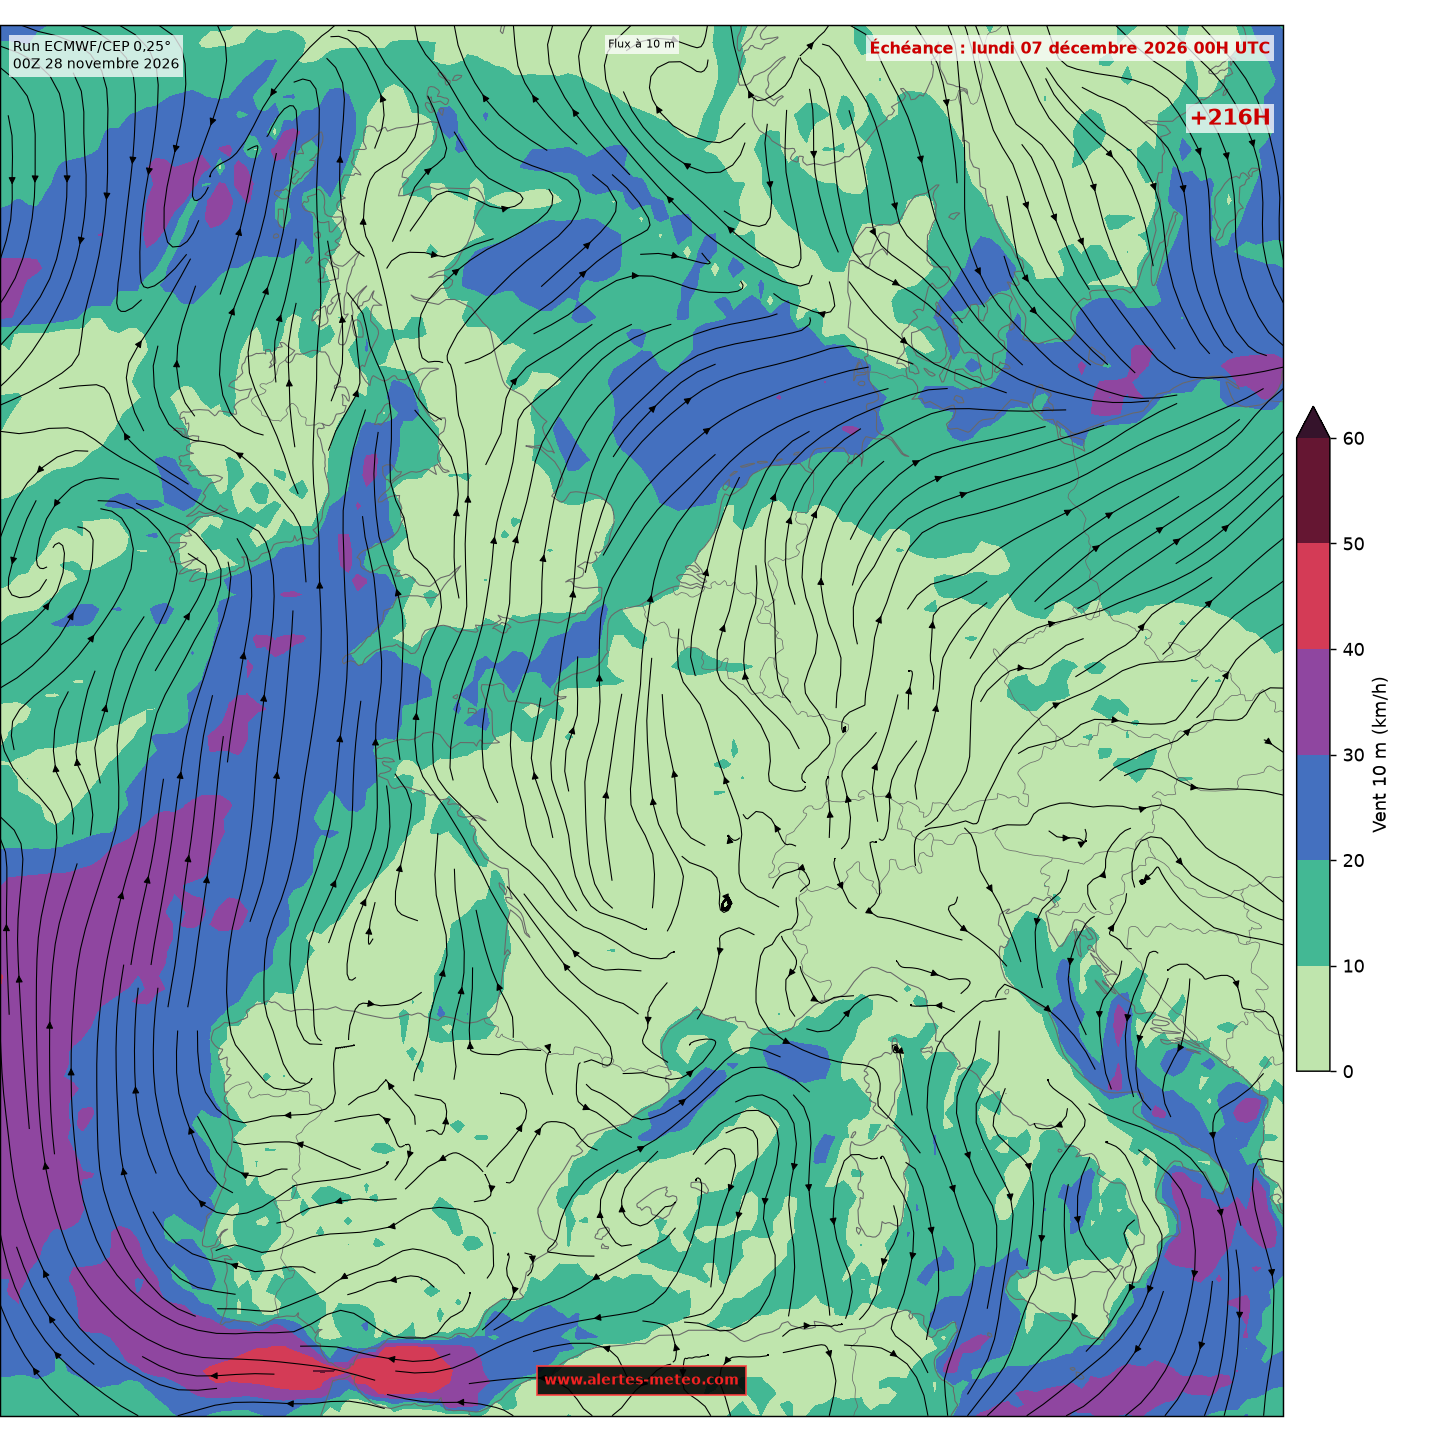 Run ECMWF/CEP 0,25°
00Z 28 novembre 2026
Flux à 10 m
Échéance : lundi 07 décembre 2026 00H UTC
+216H
60
50
40
30
20
10
0
Vent 10 m (km/h)
www.alertes-meteo.com